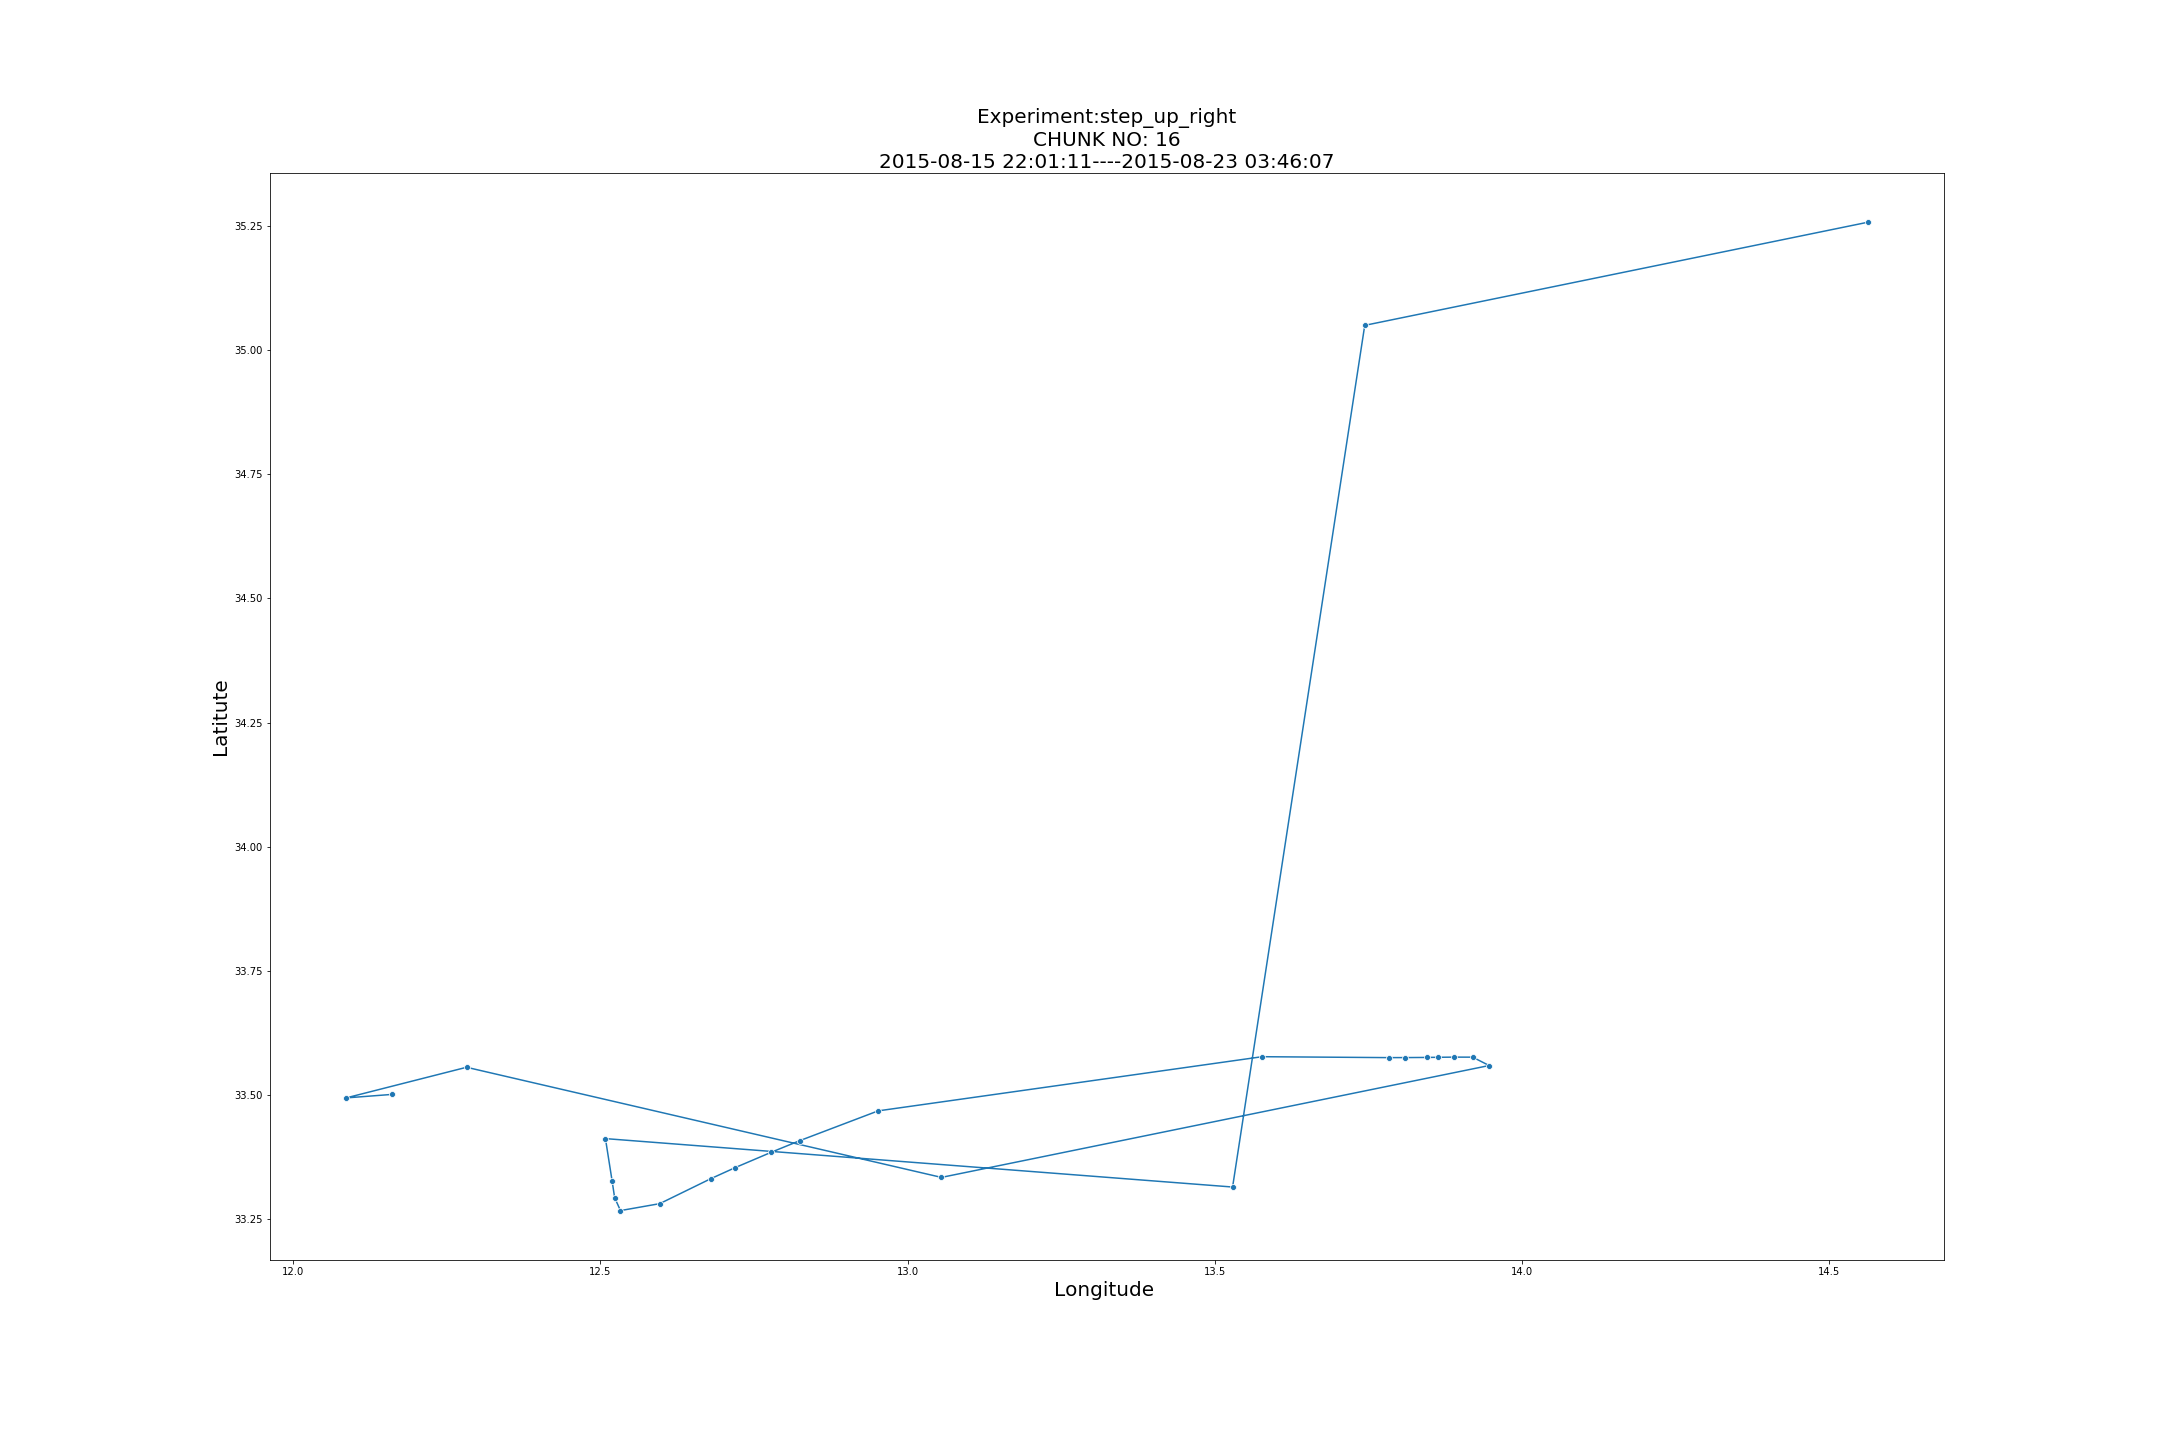 Experiment:step_up_right
CHUNK NO: 16
2015-08-15 22:01:11----2015-08-23 03:46:07
35.25
35.00
34.75
34.50
34.25
34.00
33.75
33.50
33.25
Latitute
12.0 12.5 13.0 13.5 14.0 14.5
Longitude